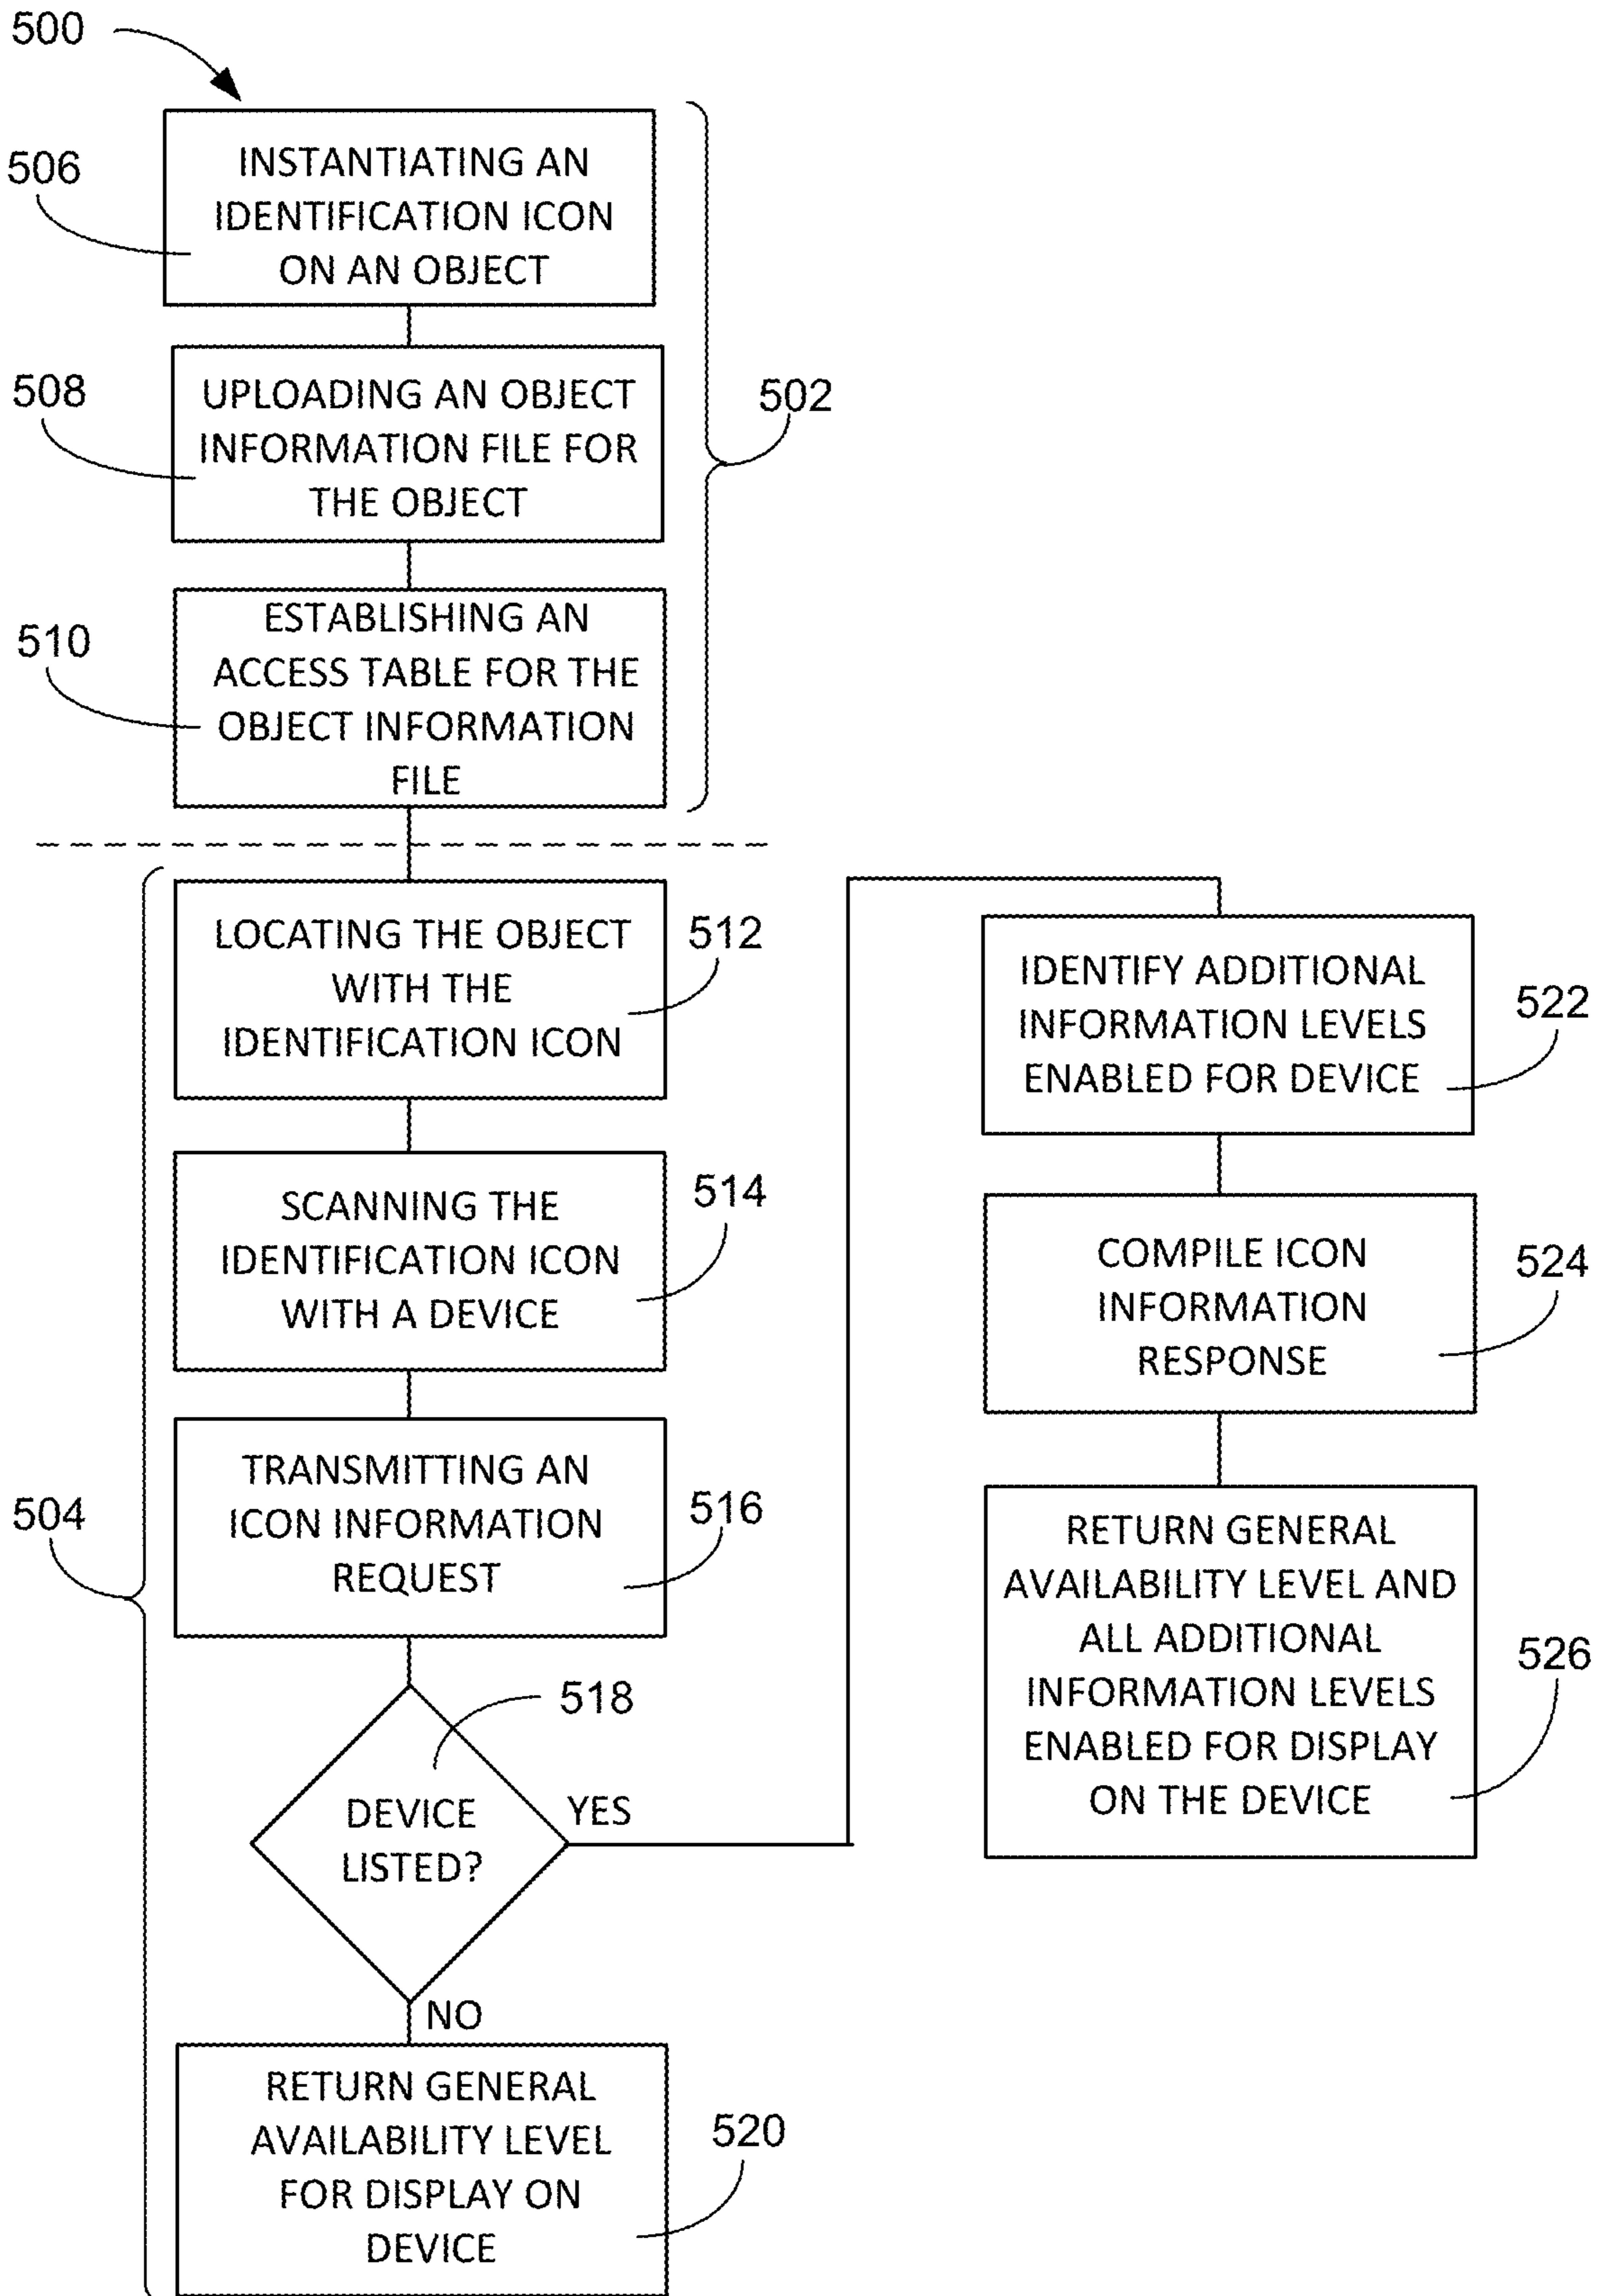 500
506
INSTANTIATING AN
IDENTIFICATION ICON
ON AN OBJECT
508
UPLOADING AN OBJECT
INFORMATION FILE FOR
THE OBJECT
502
510
ESTABLISHING AN
ACCESS TABLE FOR THE
OBJECT INFORMATION
FILE
LOCATING THE OBJECT
WITH THE
IDENTIFICATION ICON
512
SCANNING THE
IDENTIFICATION ICON
WITH A DEVICE
514
504
TRANSMITTING AN
ICON INFORMATION
REQUEST
516
518
DEVICE
LISTED?
YES
NO
RETURN GENERAL
AVAILABILITY LEVEL
FOR DISPLAY ON
DEVICE
520
IDENTIFY ADDITIONAL
INFORMATION LEVELS
ENABLED FOR DEVICE
522
COMPILE ICON
INFORMATION
RESPONSE
524
RETURN GENERAL
AVAILABILITY LEVEL AND
ALL ADDITIONAL
INFORMATION LEVELS
ENABLED FOR DISPLAY
ON THE DEVICE
526